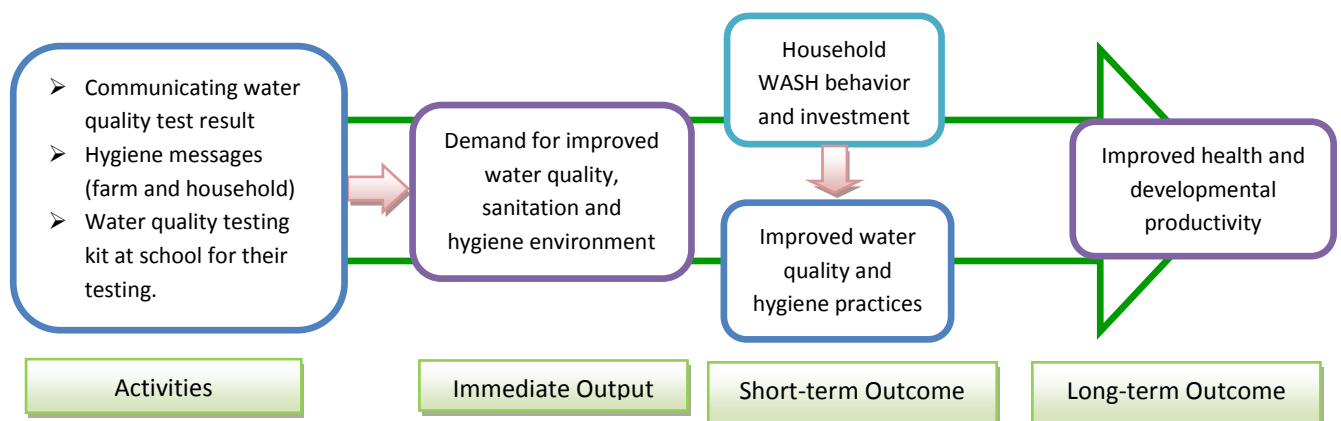 ➢ Communicating water
quality test result
➢ Hygiene messages
(farm and household)
➢ Water quality testing
kit at school for their
testing.
Demand for improved
water quality,
sanitation and
hygiene environment
Household
WASH behavior
and investment
Improved water
quality and
hygiene practices
Improved health and
developmental
productivity
Activities
Immediate Output
Short-term Outcome
Long-term Outcome